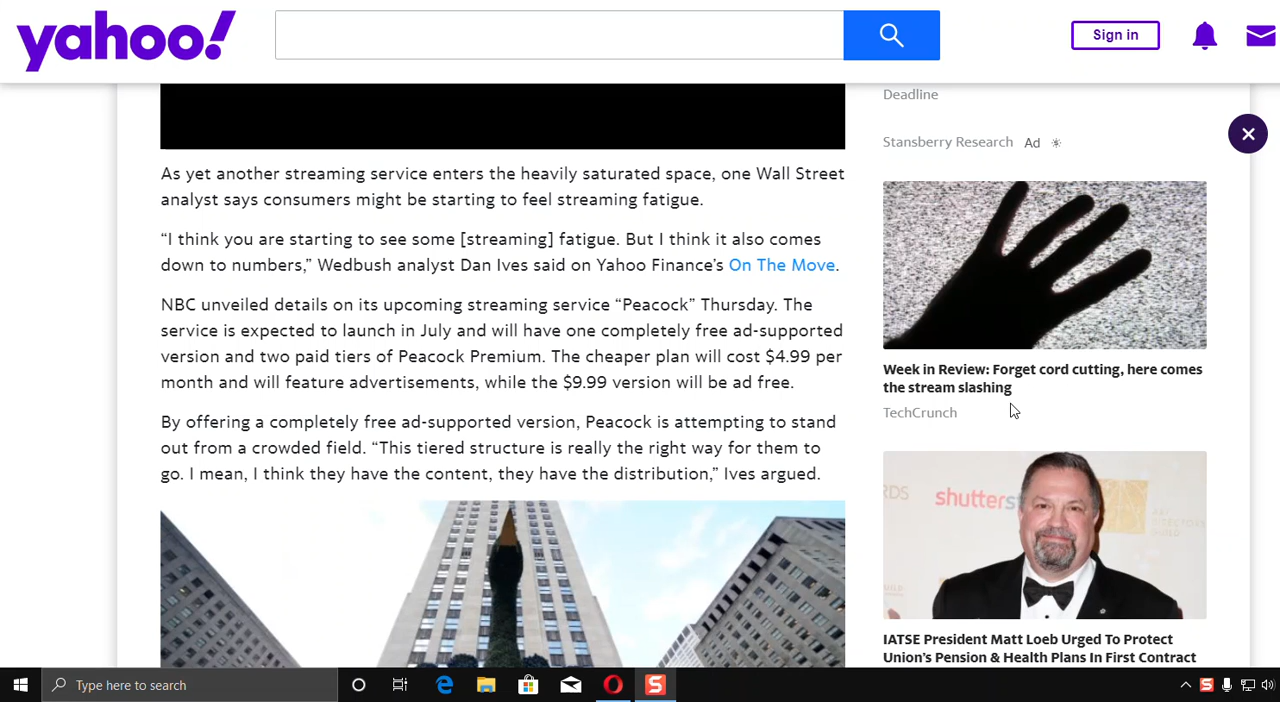 yahoo!
Sign in
As yet another streaming service enters the heavily saturated space, one Wall Street
analyst says consumers might be starting to feel streaming fatigue.
“I think you are starting to see some [streaming] fatigue. But I think it also comes
down to numbers,” Wedbush analyst Dan Ives said on Yahoo Finance’s On The Move.
NBC unveiled details on its upcoming streaming service “Peacock” Thursday. The
service is expected to launch in July and will have one completely free ad-supported
version and two paid tiers of Peacock Premium. The cheaper plan will cost $4.99 per
month and will feature advertisements, while the $9.99 version will be ad free.
By offering a completely free ad-supported version, Peacock is attempting to stand
out from a crowded field. “This tiered structure is really the right way for them to
go. I mean, I think they have the content, they have the distribution,” Ives argued.
Deadline
Stansberry Research Ad
Week in Review: Forget cord cutting, here comes
the stream slashing
TechCrunch
RDS
shutterst
IATSE President Matt Loeb Urged To Protect
Union’s Pension & Health Plans In First Contract
Type here to search